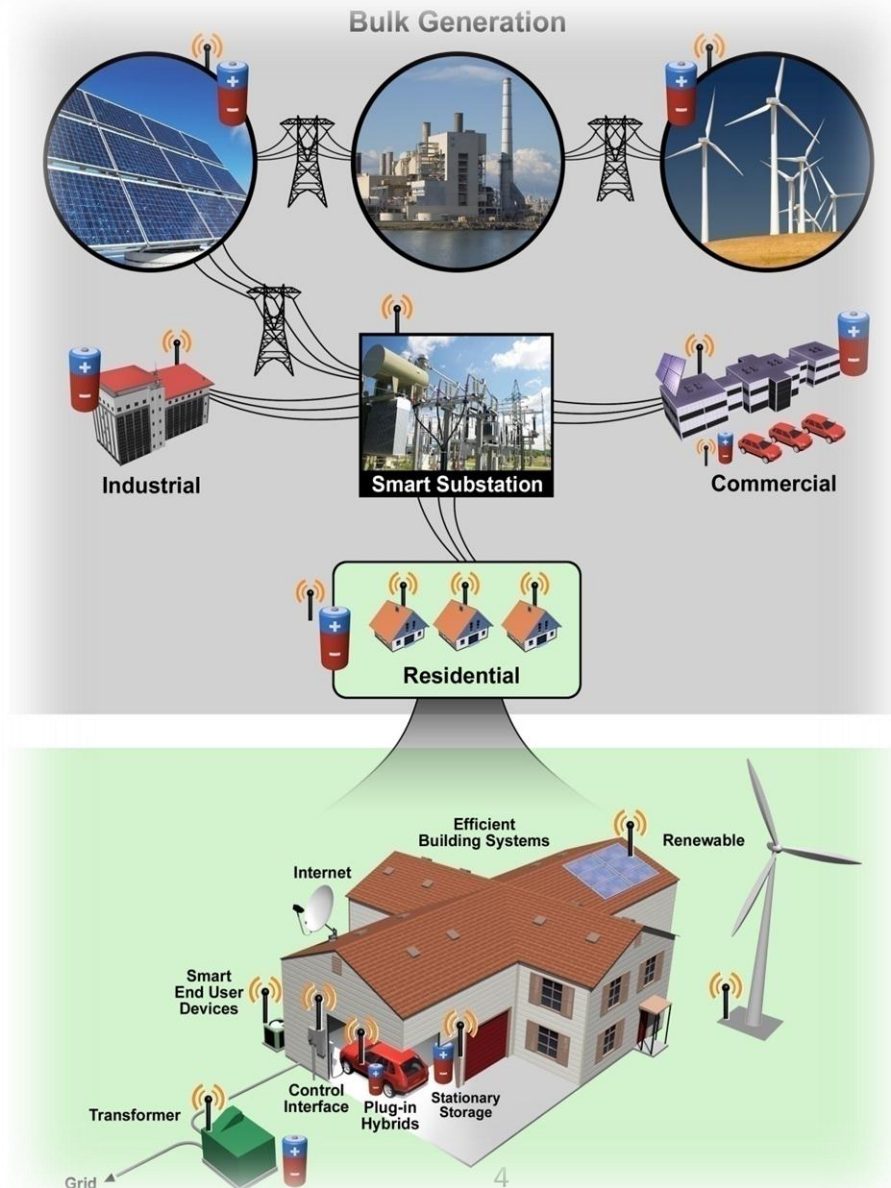 Bulk Generation
Industrial
Smart Substation
Commercial
Residential
Efficient
Building Systems
Renewable
Internet
Smart
End User
Devices
Control
Interface
Plug-in
Hybrids
Stationary
Storage
Transformer
Grid
4